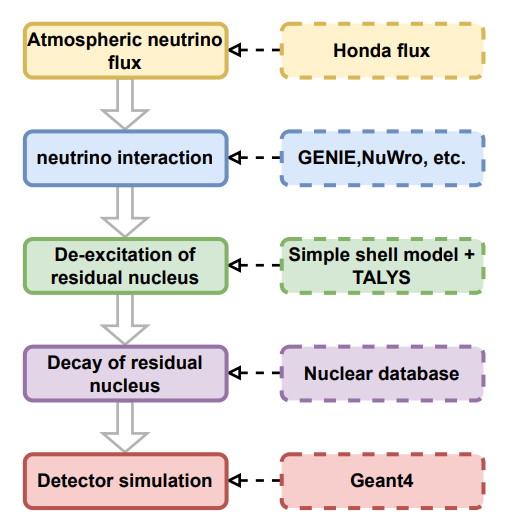 Atmospheric neutrino
flux
Honda flux
neutrino interaction
GENIE,NuWro, etc.
De-excitation of
residual nucleus
Simple shell model +
TALYS
Decay of residual
nucleus
Nuclear database
Detector simulation
Geant4